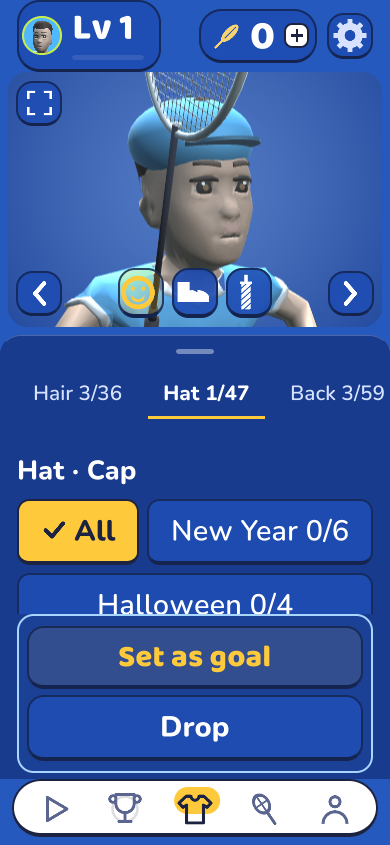 Lv 1
0
Hair 3/36
Hat 1/47
Back 3/59
Hat · Cap
All
New Year 0/6
Halloween 0/4
Set as goal
Drop